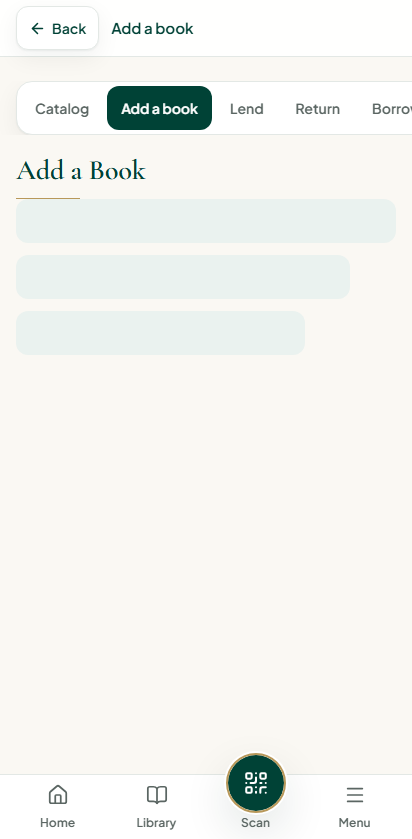 Back
Add a book
Catalog
Add a book
Lend
Return
Add a Book
Home
Library
Scan
Menu